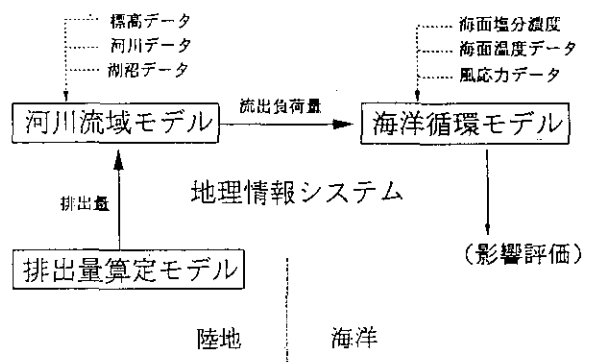 標高データ
河川データ
湖沼データ
海面塩分濃度
海面温度データ
風応力データ
河川流域モデル
流出負荷量
海洋循環モデル
排出量
地理情報システム
排出量算定モデル
(影響評価)
陸地
海洋